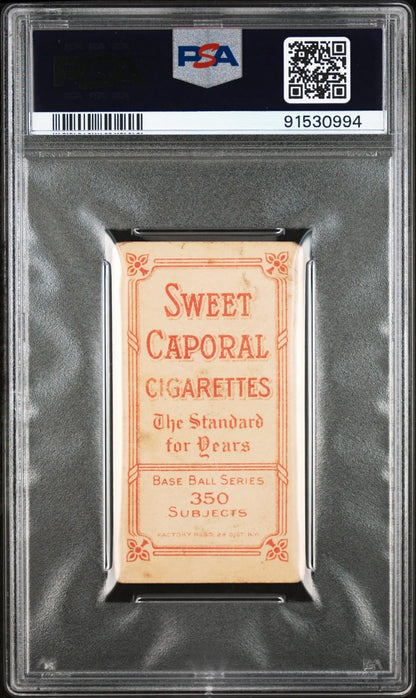 PSA
91530994
SWEET
CAPORAL
CIGARETTES
The Standard
for Years
BASE BALL SERIES
350
SUBJECTS